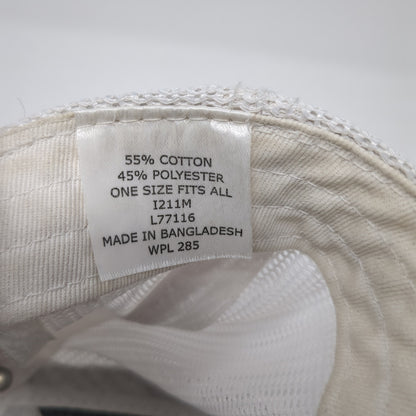 55% COTTON
45% POLYESTER
ONE SIZE FITS ALL
I211M
L77116
MADE IN BANGLADESH
WPL 285